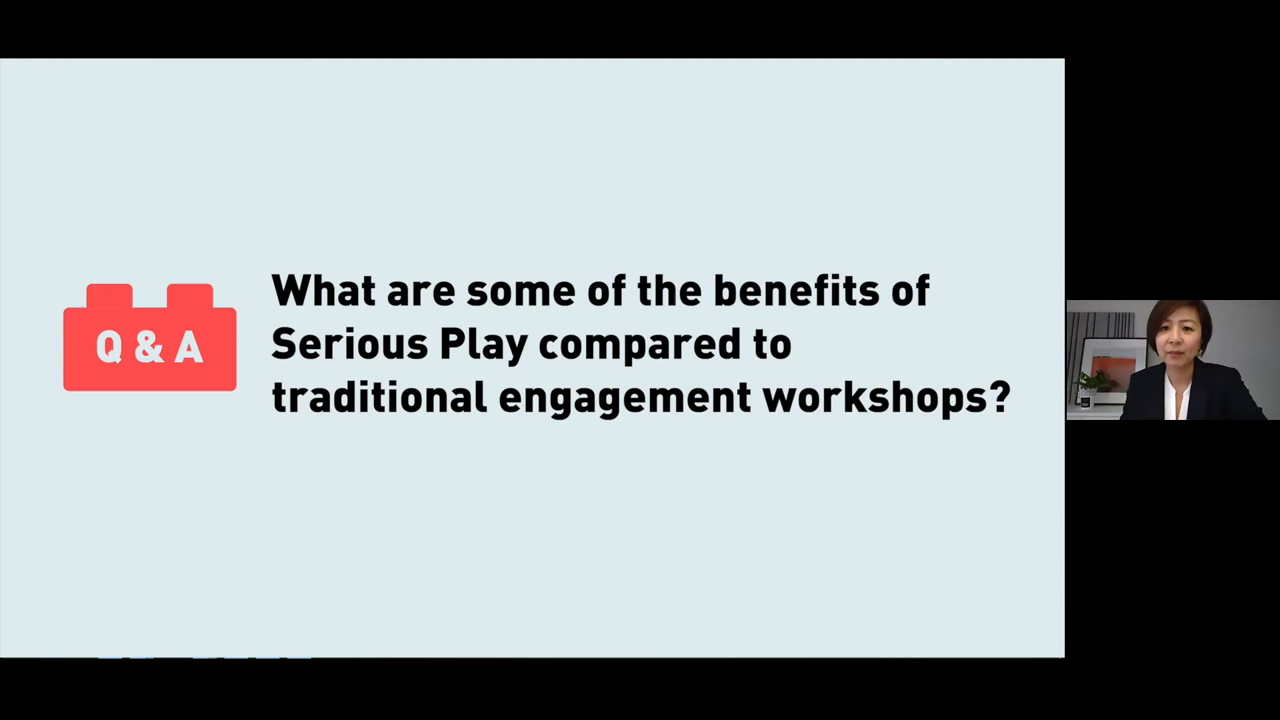 Q & A
What are some of the benefits of
Serious Play compared to
traditional engagement workshops?